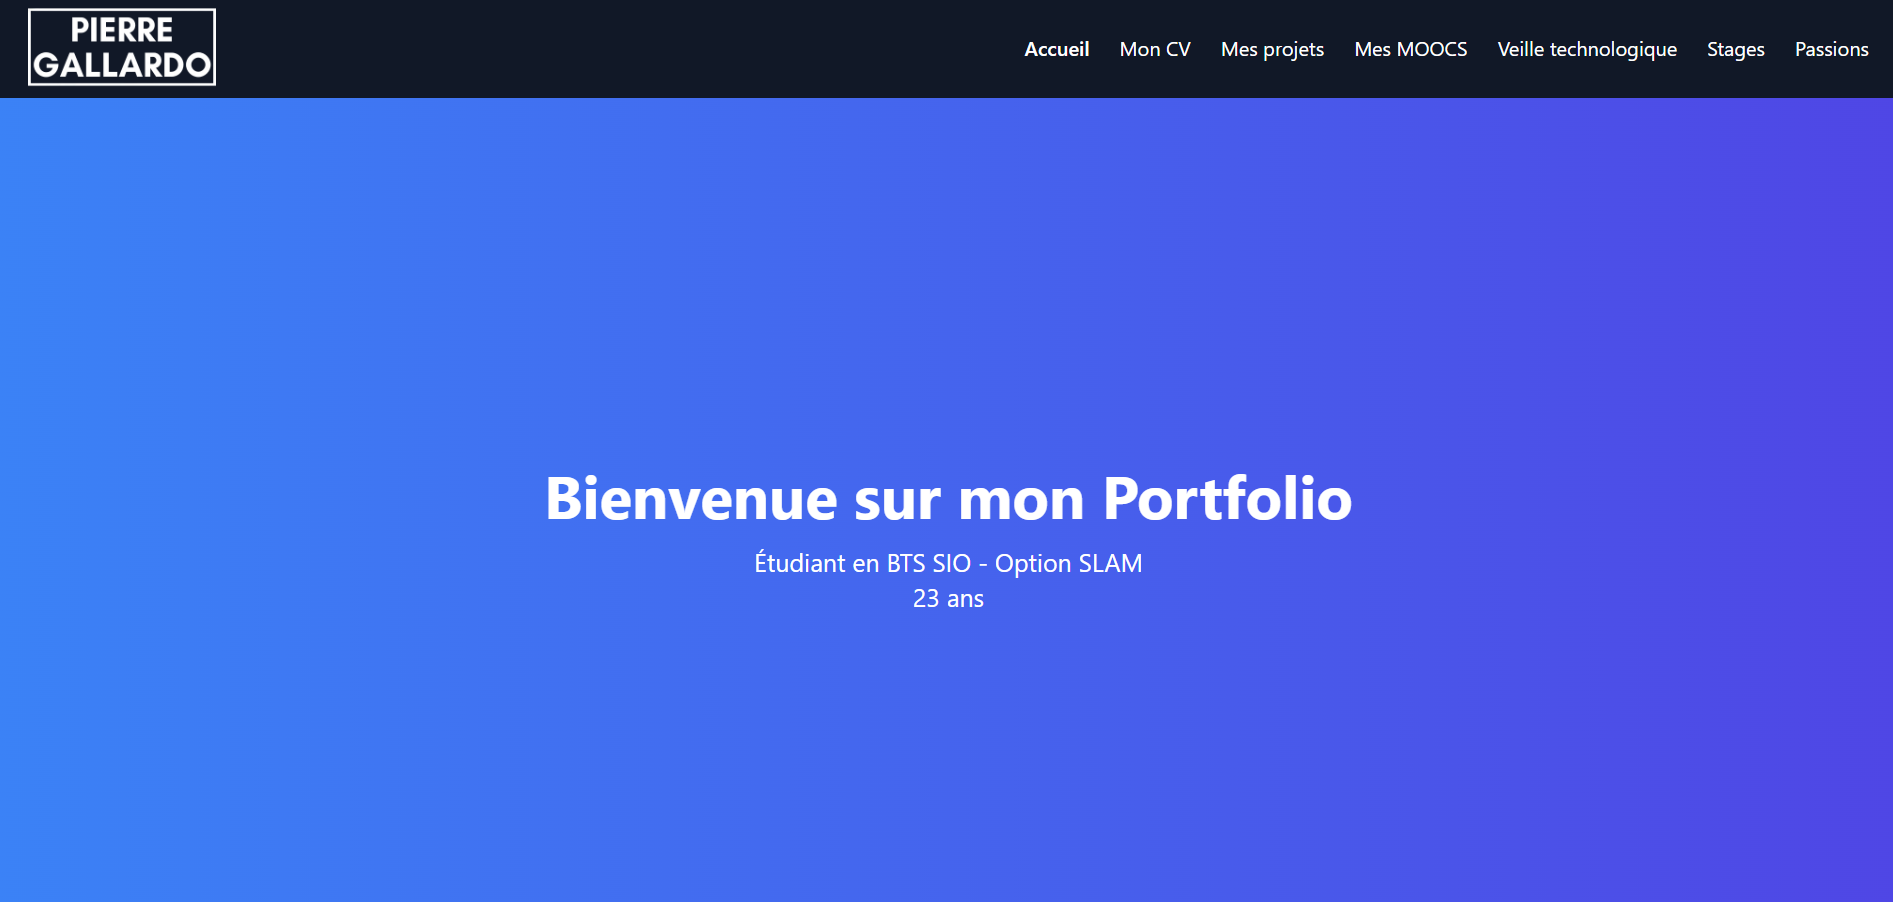 PIERRE
GALLARDO
Accueil Mon CV Mes projets Mes MOOCS Veille technologique Stages Passions
Bienvenue sur mon Portfolio
Étudiant en BTS SIO - Option SLAM
23 ans